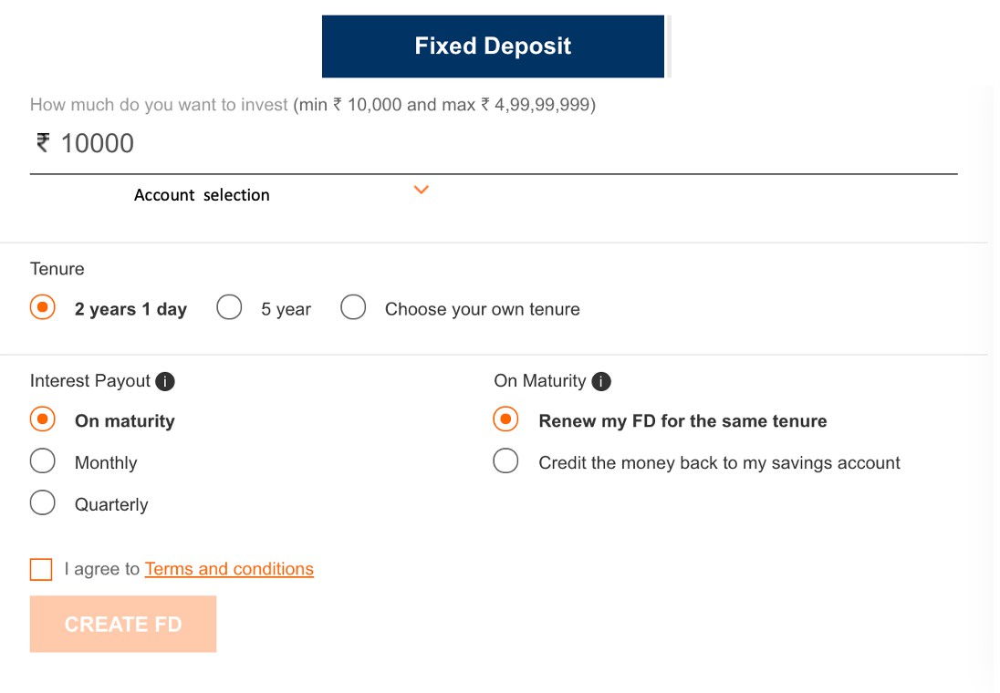 Fixed Deposit
How much do you want to invest (min ₹ 10,000 and max ₹ 4,99,99,999)
₹ 10000
Account selection
Tenure
2 years 1 day 5 year Choose your own tenure
Interest Payout i On Maturity i
On maturity Renew my FD for the same tenure
Monthly Credit the money back to my savings account
Quarterly
I agree to Terms and conditions
CREATE FD